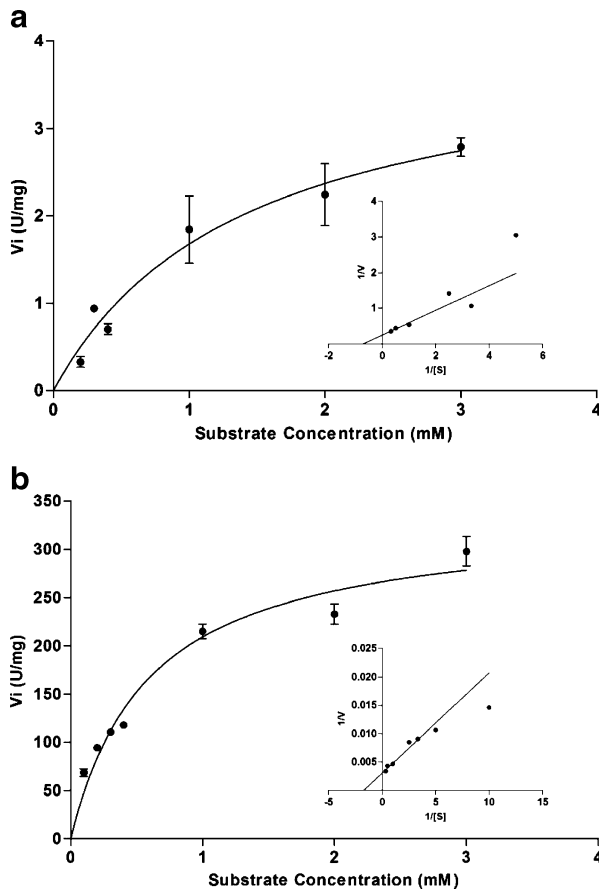 a
4
3
2
1
0
Vi (U/mg)
0 1 2 3 4
Substrate Concentration (mM)
4
3
2
1
1/V
-2 0 2 4 6
1/[S]
b
350
300
250
200
150
100
50
0
Vi (U/mg)
0 1 2 3 4
Substrate Concentration (mM)
0.025
0.020
0.015
0.010
0.005
1/V
-5 0 5 10 15
1/[S]